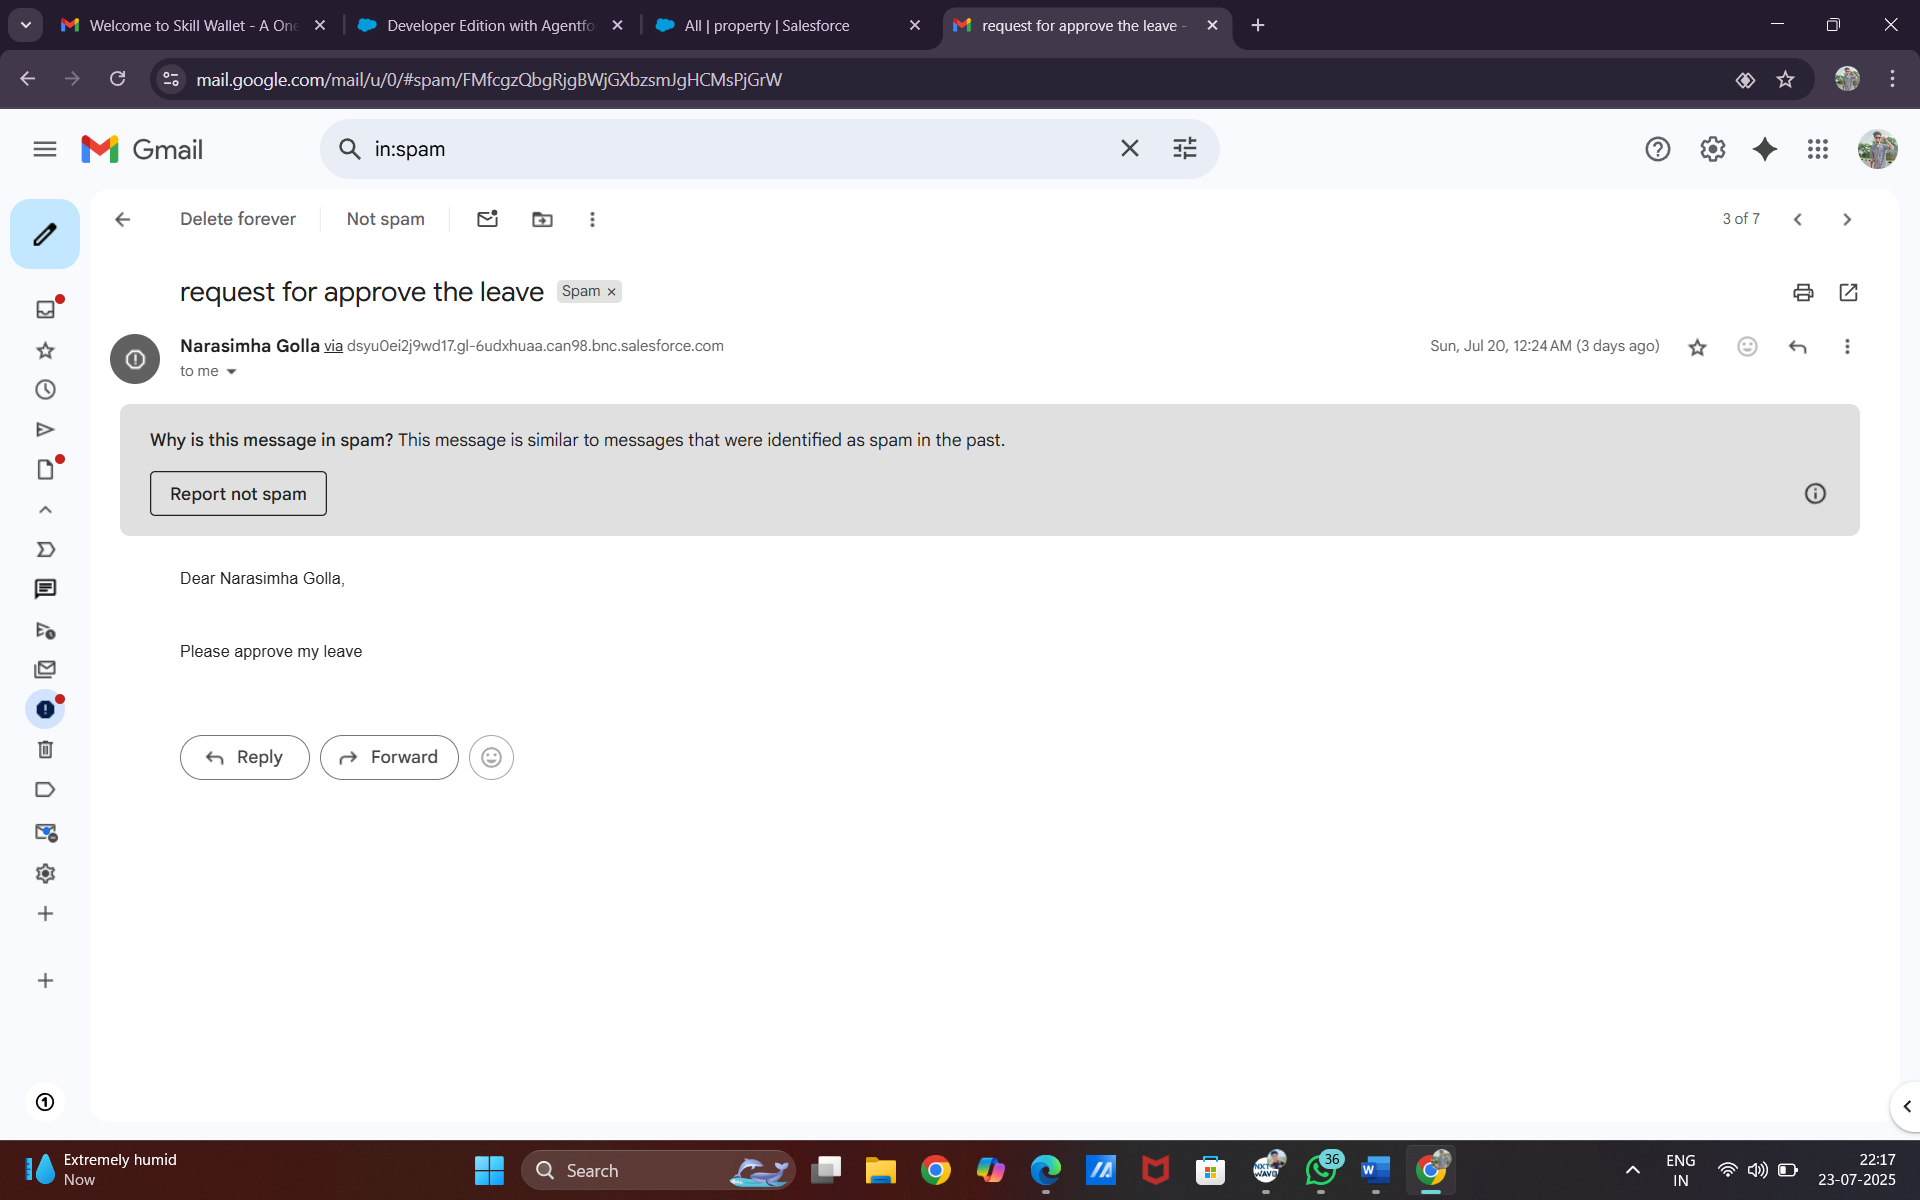 Welcome to Skill Wallet - A One
Developer Edition with Agentfo
All | property | Salesforce
request for approve the leave -
mail.google.com/mail/u/0/#spam/FMfcgzQbgRjgBWjGXbzsmJgHCMsPjGrW
Gmail
in:spam
Delete forever
Not spam
3 of 7
request for approve the leave
Spam ×
Narasimha Golla via dsyu0ei2j9wd17.gl-6udxhuaa.can98.bnc.salesforce.com
Sun, Jul 20, 12:24 AM (3 days ago)
to me
Why is this message in spam? This message is similar to messages that were identified as spam in the past.
Report not spam
Dear Narasimha Golla,
Please approve my leave
Reply
Forward
Extremely humid
Now
Search
NXT
WAVE
36
W
ENG
IN
22:17
23-07-2025